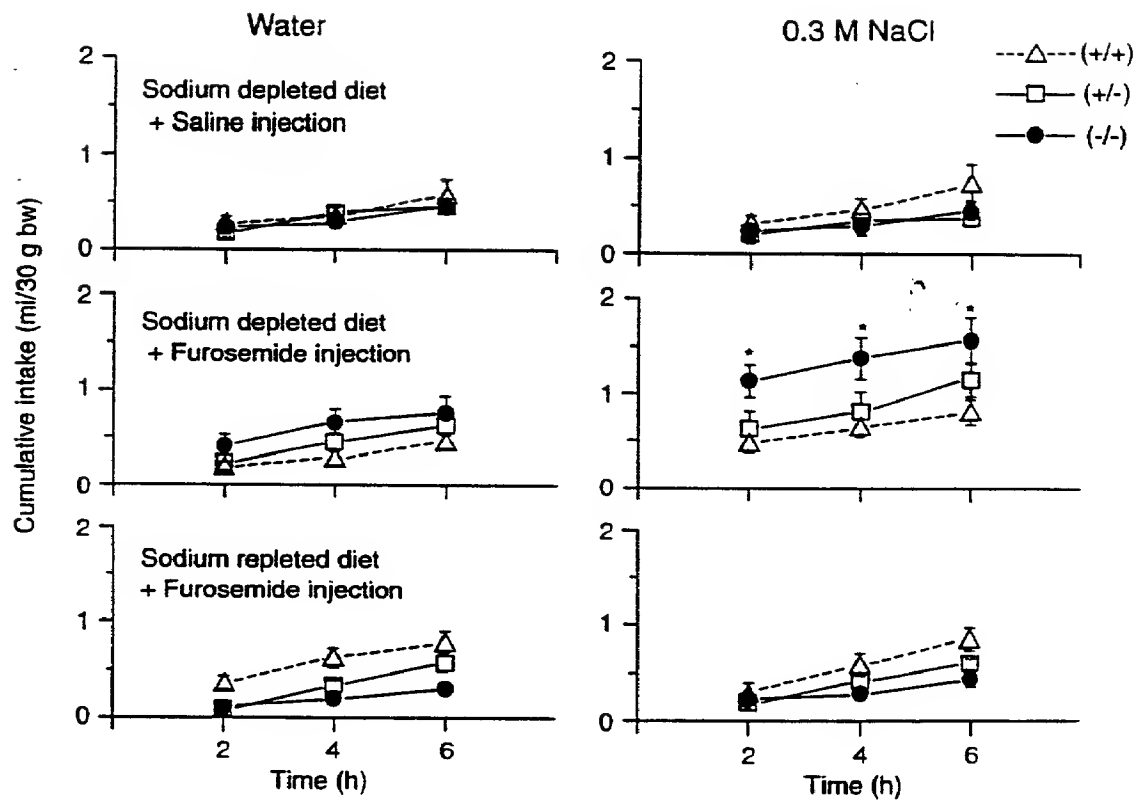 Water
0.3 M NaCl
(+/+)
(+/-)
(-/-)
Cumulative intake (ml/30 g bw)
2
Sodium depleted diet
+ Saline injection
1
0
2
1
0
2
Sodium depleted diet
+ Furosemide injection
1
0
2
*
*
*
1
0
2
Sodium repleted diet
+ Furosemide injection
1
0
2
4
6
Time (h)
2
1
0
2
4
6
Time (h)